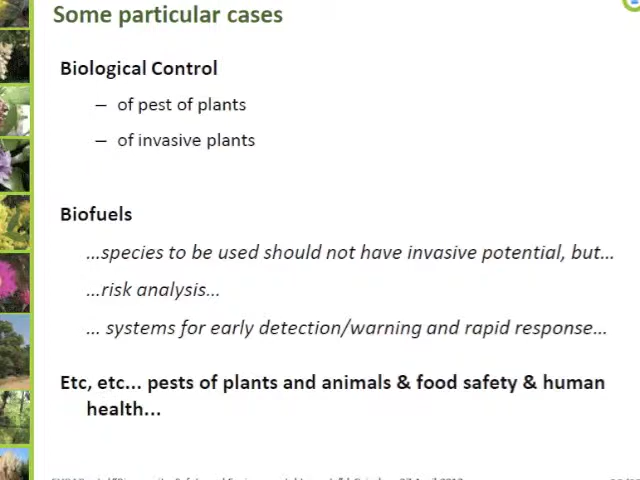 Some particular cases
Biological Control
– of pest of plants
– of invasive plants
Biofuels
...species to be used should not have invasive potential, but...
...risk analysis...
... systems for early detection/warning and rapid response...
Etc, etc... pests of plants and animals & food safety & human
health...